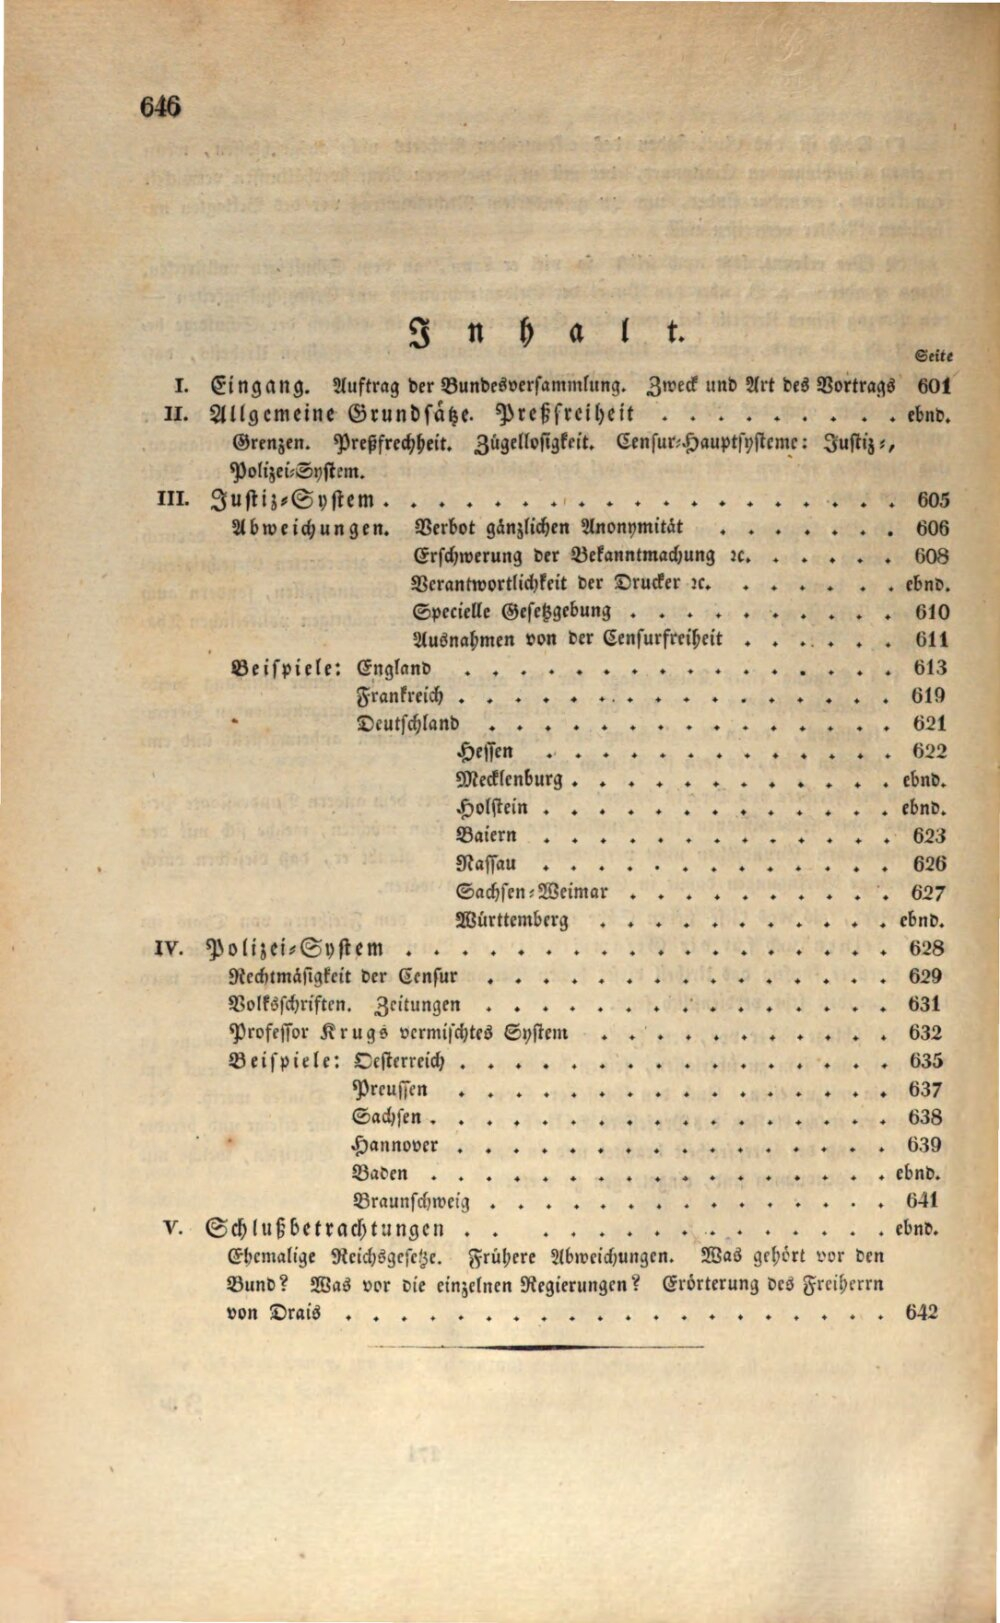 646
Inhalt.
Seite
I. Eingang. Auftrag der Bundesversammlung. Zweck und Art des Vortrags 601
II. Allgemeine Grundsätze. Preßfreiheit . . . . . . . . . ebnd.
Grenzen. Preßfrechheit. Zügellosigkeit. Censur-Hauptsysteme: Justiz-,
Polizei-System.
III. Justiz-System . . . . . . . . . . . . . . . . . . . 605
Abweichungen. Verbot gänzlichen Anonymität . . . . . . . 606
Erschwerung der Bekanntmachung ꝛc. . . . . . 608
Verantwortlichkeit der Drucker ꝛc. . . . . . . ebnd.
Specielle Gesetzgebung . . . . . . . . . . 610
Ausnahmen von der Censurfreiheit . . . . . . 611
Beispiele: England . . . . . . . . . . . . . . . . 613
Frankreich . . . . . . . . . . . . . . . . 619
Deutschland . . . . . . . . . . . . . . . 621
Hessen . . . . . . . . . . . . . 622
Mecklenburg . . . . . . . . . . . . ebnd.
Holstein . . . . . . . . . . . . . ebnd.
Baiern . . . . . . . . . . . . . 623
Nassau . . . . . . . . . . . . . 626
Sachsen-Weimar . . . . . . . . . . 627
Württemberg . . . . . . . . . . ebnd.
IV. Polizei-System . . . . . . . . . . . . . . . . . . 628
Rechtmäsigkeit der Censur . . . . . . . . . . . . . . . 629
Volksschriften. Zeitungen . . . . . . . . . . . . . . . 631
Professor Krugs vermischtes System . . . . . . . . . . . 632
Beispiele: Oesterreich . . . . . . . . . . . . . . . . 635
Preussen . . . . . . . . . . . . . . . . 637
Sachsen . . . . . . . . . . . . . . . . . 638
Hannover . . . . . . . . . . . . . . . . 639
Baden . . . . . . . . . . . . . . . . . ebnd.
Braunschweig . . . . . . . . . . . . . . . 641
V. Schlußbetrachtungen . . . . . . . . . . . . . . . ebnd.
Ehemalige Reichsgesetze. Frühere Abweichungen. Was gehört vor den
Bund? Was vor die einzelnen Regierungen? Erörterung des Freiherrn
von Drais . . . . . . . . . . . . . . . . . . . . 642